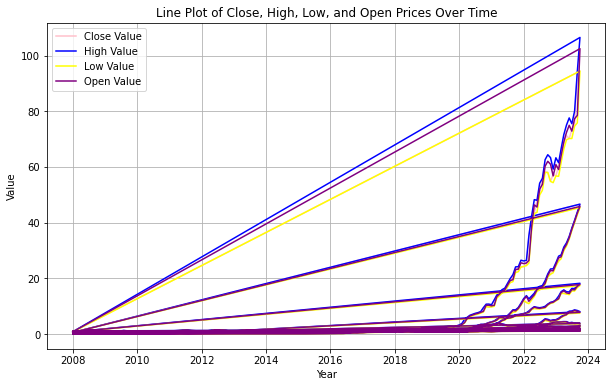 Line Plot of Close, High, Low, and Open Prices Over Time
Close Value
High Value
Low Value
Open Value
Value
100
80
60
40
20
0
2008
2010
2012
2014
2016
2018
2020
2022
2024
Year